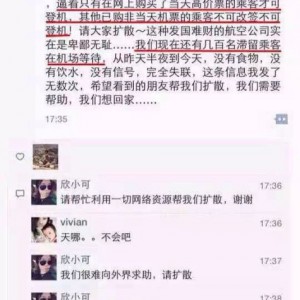 ，逼着只有在网上购买了当天高价票的乘客才可
登机，其他已购非当天机票的乘客不可改签不可
登机！请大家扩散～这种发国难财的航空公司实
在是卑鄙无耻......我们现在还有几百名滞留乘客
在机场等待。从昨天半夜到今天，没有食物，没
有饮水，没有信号，完全失联，这条信息我发了
无数次，希望看到的朋友帮我们扩散，我们需要
帮助，我们想回家……
17:35
欣小可 17:36
请帮忙利用一切网络资源帮我们扩散，谢谢
vivian 17:36
天哪。。不会吧
欣小可 17:37
我们很难向外界求助，请扩散
欣小可 17:38